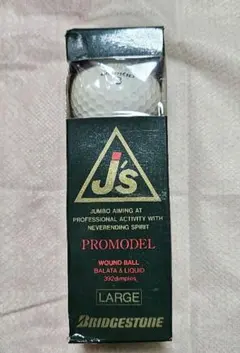 J's
JUMBO AIMING AT
PROFESSIONAL ACTIVITY WITH
NEVERENDING SPIRIT
PROMODEL
WOUND BALL
BALATA & LIQUID
392dimples
LARGE
BRIDGESTONE